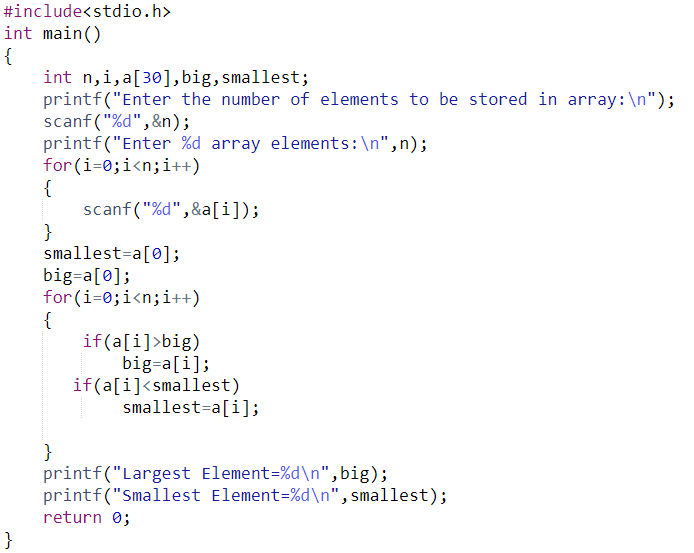 #include<stdio.h>
int main()
{
    int n,i,a[30],big,smallest;
    printf("Enter the number of elements to be stored in array:\n");
    scanf("%d",&n);
    printf("Enter %d array elements:\n",n);
    for(i=0;i<n;i++)
    {
        scanf("%d",&a[i]);
    }
    smallest=a[0];
    big=a[0];
    for(i=0;i<n;i++)
    {
        if(a[i]>big)
            big=a[i];
       if(a[i]<smallest)
            smallest=a[i];

    }
    printf("Largest Element=%d\n",big);
    printf("Smallest Element=%d\n",smallest);
    return 0;
}